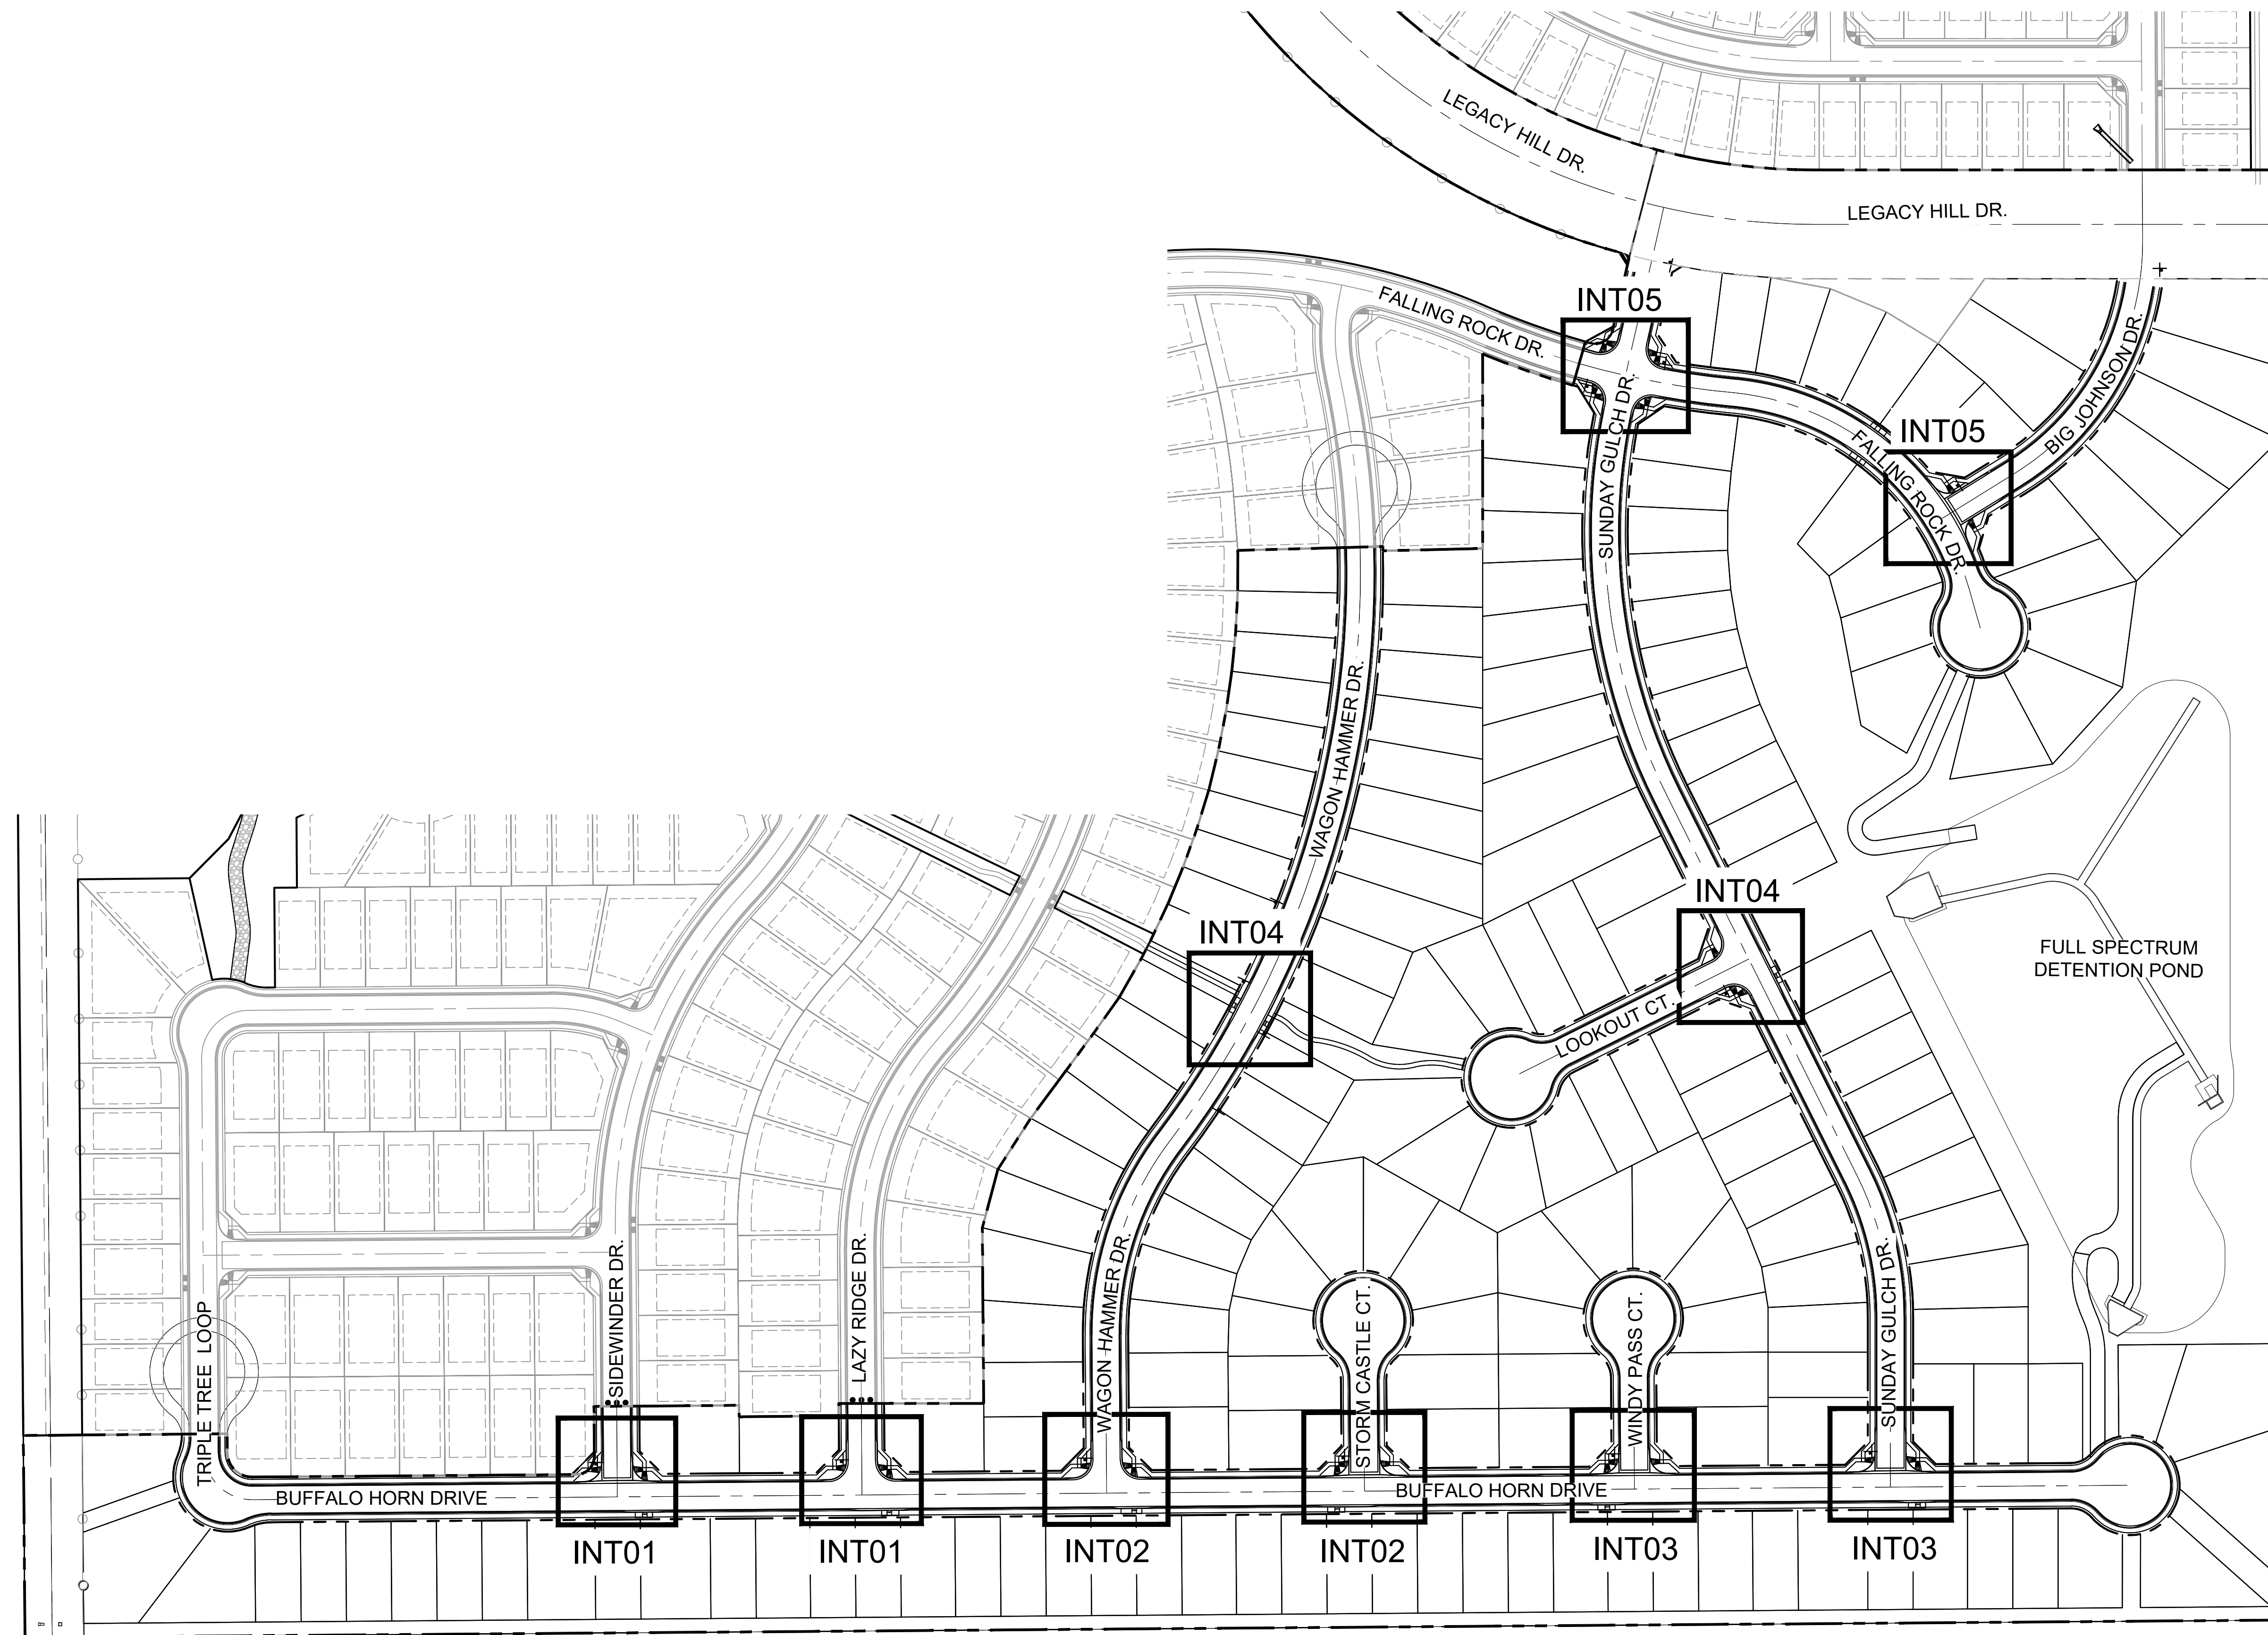 LEGACY HILL DR.
LEGACY HILL DR.
INT05
FALLING ROCK DR.
SUNDAY GULCH DR.
INT05
BIG JOHNSON DR.
FALLING ROCK DR.
WAGON HAMMER DR.
INT04
INT04
LOOKOUT CT.
FULL SPECTRUM
DETENTION POND
TRIPLE TREE LOOP
SIDEWINDER DR.
LAZY RIDGE DR.
WAGON HAMMER DR.
STORM CASTLE CT.
WINDY PASS CT.
SUNDAY GULCH DR.
BUFFALO HORN DRIVE
BUFFALO HORN DRIVE
INT01
INT01
INT02
INT02
INT03
INT03